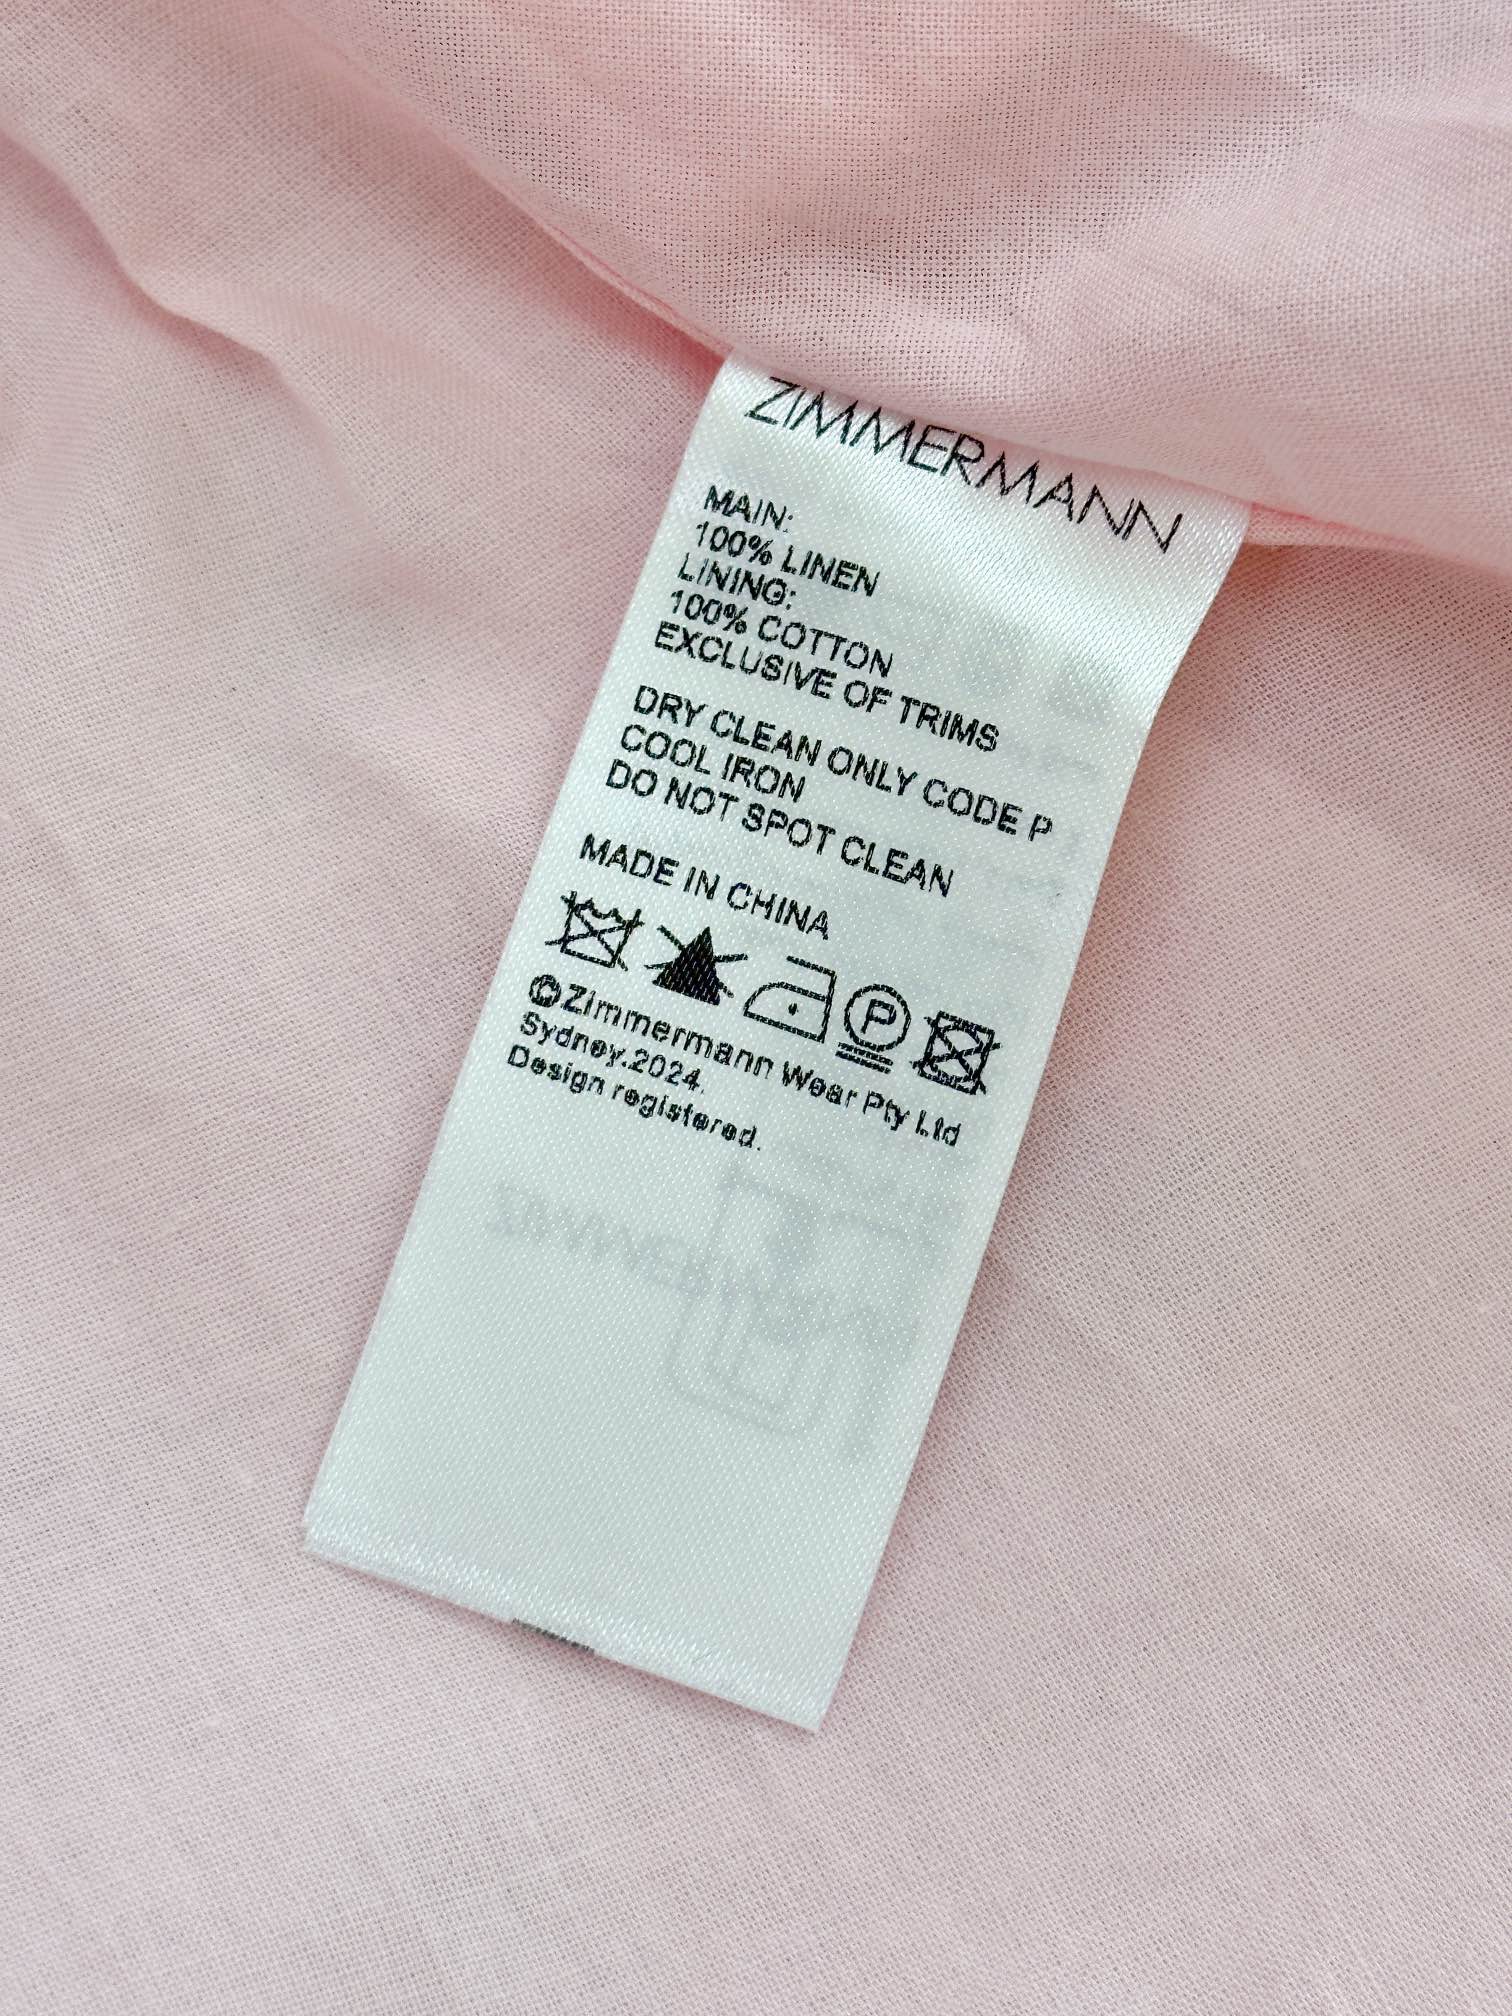 ZIMMERMANN
MAIN:
100% LINEN
LINING:
100% COTTON
EXCLUSIVE OF TRIMS
DRY CLEAN ONLY CODE P
COOL IRON
DO NOT SPOT CLEAN
MADE IN CHINA
P
©Zimmermann Wear Pty Ltd
Sydney.2024.
Design registered.